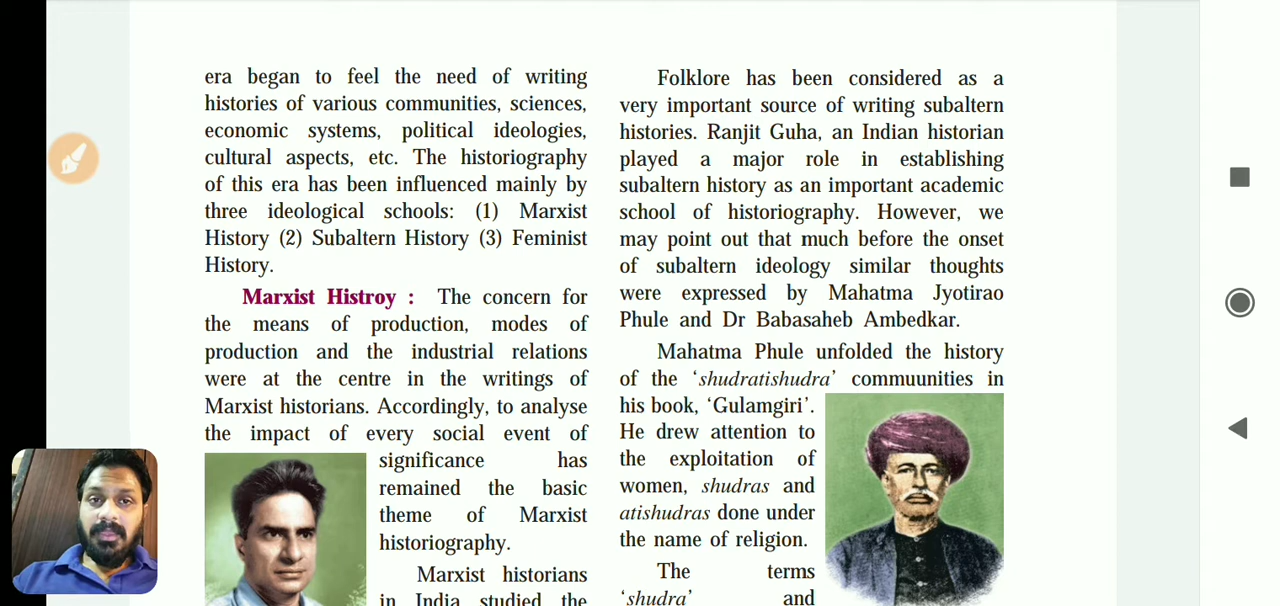 era began to feel the need of writing
histories of various communities, sciences,
economic systems, political ideologies,
cultural aspects, etc. The historiography
of this era has been influenced mainly by
three ideological schools: (1) Marxist
History (2) Subaltern History (3) Feminist
History.
Marxist Histroy : The concern for
the means of production, modes of
production and the industrial relations
were at the centre in the writings of
Marxist historians. Accordingly, to analyse
the impact of every social event of
significance has
remained the basic
theme of Marxist
historiography.
Marxist historians
in India studied the
Folklore has been considered as a
very important source of writing subaltern
histories. Ranjit Guha, an Indian historian
played a major role in establishing
subaltern history as an important academic
school of historiography. However, we
may point out that much before the onset
of subaltern ideology similar thoughts
were expressed by Mahatma Jyotirao
Phule and Dr Babasaheb Ambedkar.
Mahatma Phule unfolded the history
of the ‘shudratishudra’ commuunities in
his book, ‘Gulamgiri’.
He drew attention to
the exploitation of
women, shudras and
atishudras done under
the name of religion.
The terms
‘shudra’ and